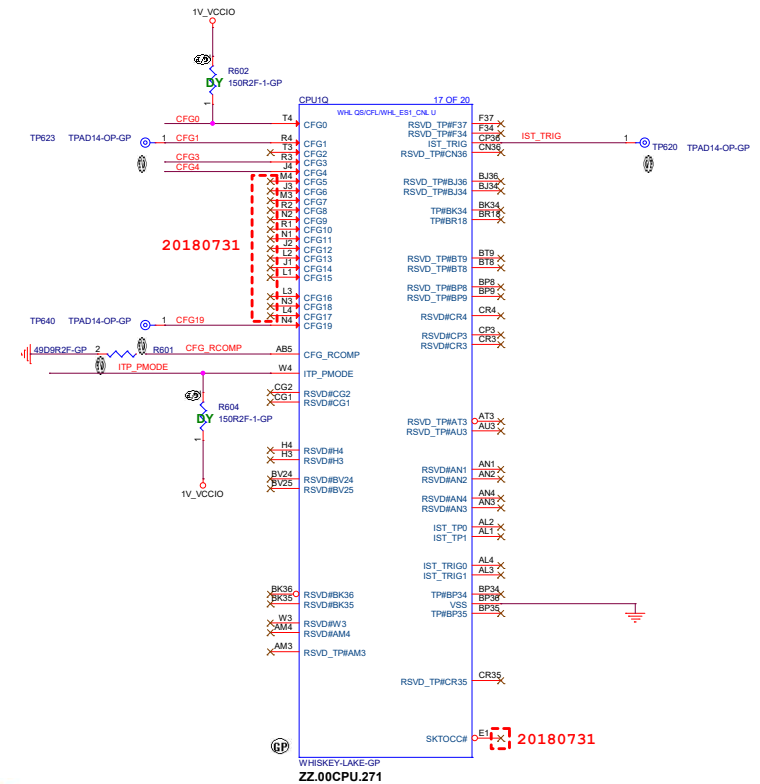 1V_VCCIO
R602
DY 150R2F-1-GP
1
CPU1Q 17 OF 20
WHL QS/CFL/WHL_ES1_CNL U
CFG0 T4 CFG0
TP623 TPAD14-OP-GP 1 CFG1 R4 CFG1
T3 CFG2
CFG3 R3 CFG3
CFG4 J4 CFG4
M4 CFG5
J3 CFG6
M3 CFG7
R2 CFG8
N2 CFG9
R1 CFG10
N1 CFG11
J2 CFG12
L2 CFG13
J1 CFG14
L1 CFG15
20180731
L3 CFG16
N3 CFG18
L4 CFG17
TP640 TPAD14-OP-GP 1 CFG19 N4 CFG19
49D9R2F-GP 2 R601 CFG_RCOMP AB5 CFG_RCOMP
ITP_PMODE W4 ITP_PMODE
R604
DY 150R2F-1-GP
1
1V_VCCIO
CG2 RSVD#CG2
CG1 RSVD#CG1
H4 RSVD#H4
H3 RSVD#H3
BV24 RSVD#BV24
BV25 RSVD#BV25
BK36 RSVD#BK36
BK35 RSVD#BK35
W3 RSVD#W3
AM4 RSVD#AM4
AM3 RSVD_TP#AM3
RSVD_TP#F37 F37
RSVD_TP#F34 F34
IST_TRIG CP36 IST_TRIG 1 TP620 TPAD14-OP-GP
RSVD_TP#CN36 CN36
RSVD_TP#BJ36 BJ36
RSVD_TP#BJ34 BJ34
TP#BK34 BK34
TP#BR18 BR18
RSVD_TP#BT9 BT9
RSVD_TP#BT8 BT8
RSVD_TP#BP8 BP8
RSVD_TP#BP9 BP9
RSVD#CR4 CR4
RSVD#CP3 CP3
RSVD#CR3 CR3
RSVD_TP#AT3 AT3
RSVD_TP#AU3 AU3
RSVD#AN1 AN1
RSVD#AN2 AN2
RSVD#AN4 AN4
RSVD#AN3 AN3
IST_TP0 AL2
IST_TP1 AL1
IST_TRIG0 AL4
IST_TRIG1 AL3
TP#BP34 BP34
VSS BP36
TP#BP35 BP35
RSVD_TP#CR35 CR35
SKTOCC# E1 20180731
GP
WHISKEY-LAKE-GP
ZZ.00CPU.271